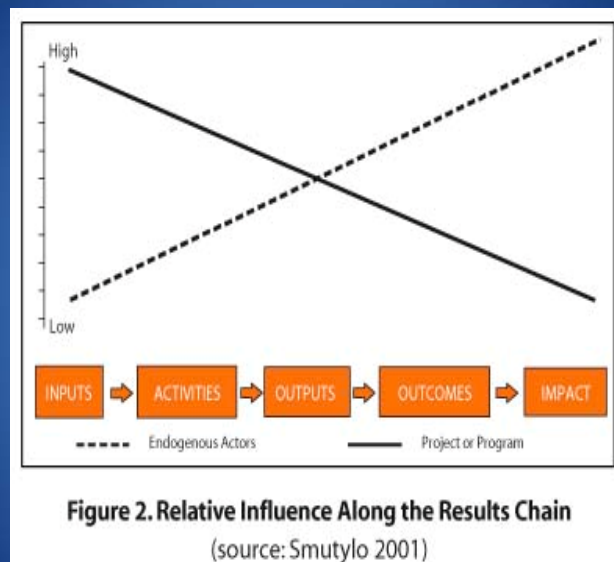 High
Low
INPUTS ACTIVITIES OUTPUTS OUTCOMES IMPACT
Endogenous Actors Project or Program
Figure 2. Relative Influence Along the Results Chain
(source: Smutylo 2001)